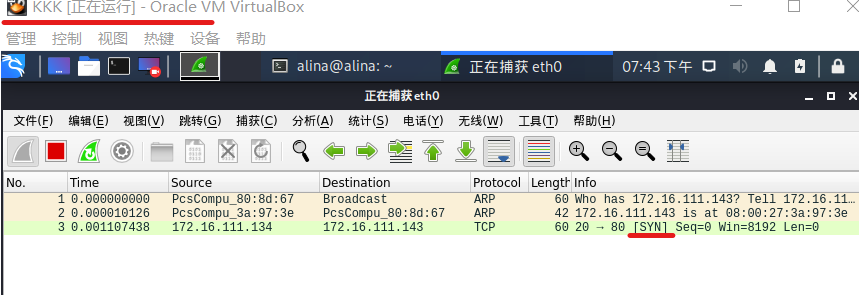 KKK [正在运行] - Oracle VM VirtualBox
管理 控制 视图 热键 设备 帮助
alina@alina: ~ 正在捕获 eth0 07:43 下午
正在捕获 eth0
文件(F) 编辑(E) 视图(V) 跳转(G) 捕获(C) 分析(A) 统计(S) 电话(Y) 无线(W) 工具(T) 帮助(H)
No. Time Source Destination Protocol Length Info
1 0.000000000 PcsCompu_80:8d:67 Broadcast ARP 60 Who has 172.16.111.143? Tell 172.16.11…
2 0.000010126 PcsCompu_3a:97:3e PcsCompu_80:8d:67 ARP 42 172.16.111.143 is at 08:00:27:3a:97:3e
3 0.001107438 172.16.111.134 172.16.111.143 TCP 60 20 → 80 [SYN] Seq=0 Win=8192 Len=0